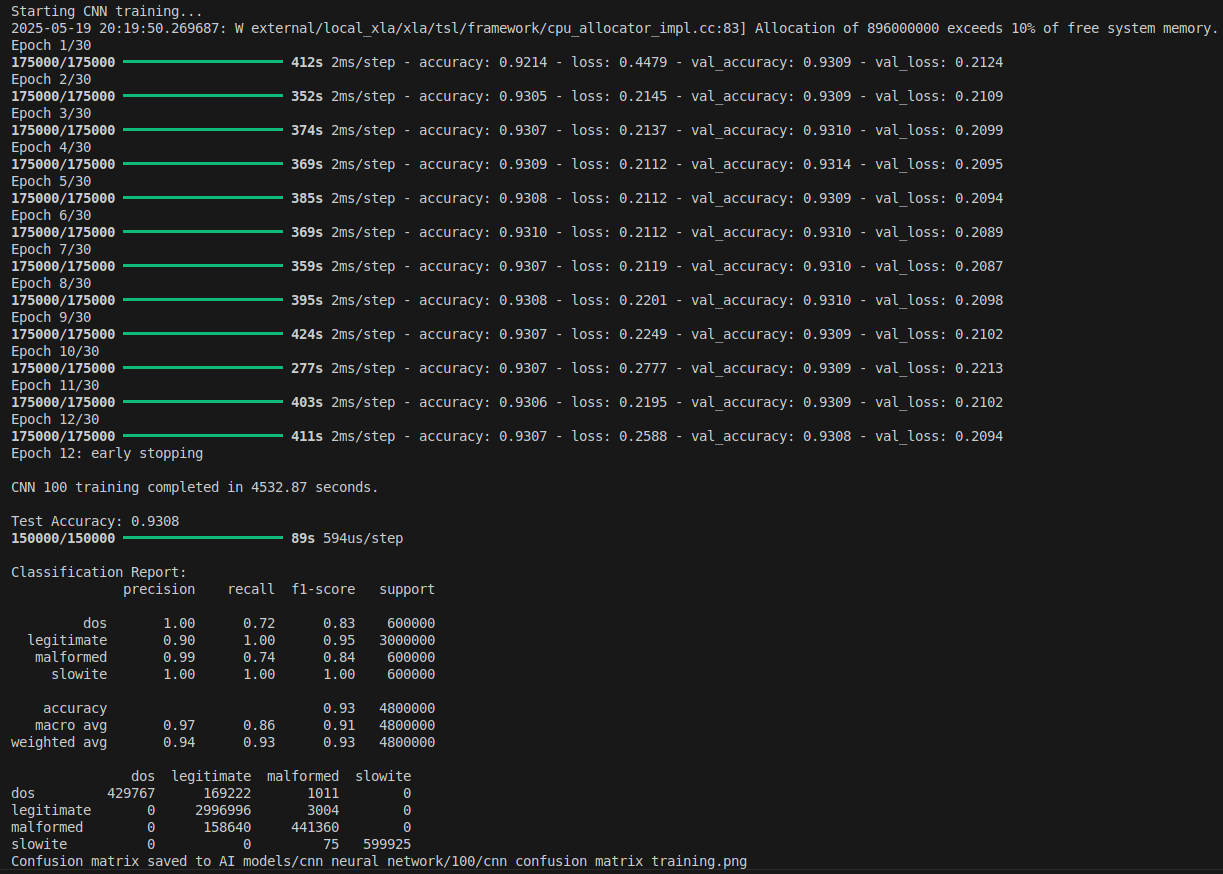 Starting CNN training...
2025-05-19 20:19:50.269687: W external/local_xla/xla/tsl/framework/cpu_allocator_impl.cc:83] Allocation of 896000000 exceeds 10% of free system memory.
Epoch 1/30
175000/175000 412s 2ms/step - accuracy: 0.9214 - loss: 0.4479 - val_accuracy: 0.9309 - val_loss: 0.2124
Epoch 2/30
175000/175000 352s 2ms/step - accuracy: 0.9305 - loss: 0.2145 - val_accuracy: 0.9309 - val_loss: 0.2109
Epoch 3/30
175000/175000 374s 2ms/step - accuracy: 0.9307 - loss: 0.2137 - val_accuracy: 0.9310 - val_loss: 0.2099
Epoch 4/30
175000/175000 369s 2ms/step - accuracy: 0.9309 - loss: 0.2112 - val_accuracy: 0.9314 - val_loss: 0.2095
Epoch 5/30
175000/175000 385s 2ms/step - accuracy: 0.9308 - loss: 0.2112 - val_accuracy: 0.9309 - val_loss: 0.2094
Epoch 6/30
175000/175000 369s 2ms/step - accuracy: 0.9310 - loss: 0.2112 - val_accuracy: 0.9310 - val_loss: 0.2089
Epoch 7/30
175000/175000 359s 2ms/step - accuracy: 0.9307 - loss: 0.2119 - val_accuracy: 0.9310 - val_loss: 0.2087
Epoch 8/30
175000/175000 395s 2ms/step - accuracy: 0.9308 - loss: 0.2201 - val_accuracy: 0.9310 - val_loss: 0.2098
Epoch 9/30
175000/175000 424s 2ms/step - accuracy: 0.9307 - loss: 0.2249 - val_accuracy: 0.9309 - val_loss: 0.2102
Epoch 10/30
175000/175000 277s 2ms/step - accuracy: 0.9307 - loss: 0.2777 - val_accuracy: 0.9309 - val_loss: 0.2213
Epoch 11/30
175000/175000 403s 2ms/step - accuracy: 0.9306 - loss: 0.2195 - val_accuracy: 0.9309 - val_loss: 0.2102
Epoch 12/30
175000/175000 411s 2ms/step - accuracy: 0.9307 - loss: 0.2588 - val_accuracy: 0.9308 - val_loss: 0.2094
Epoch 12: early stopping
CNN 100 training completed in 4532.87 seconds.
Test Accuracy: 0.9308
150000/150000 89s 594us/step
Classification Report:
precision recall f1-score support
dos 1.00 0.72 0.83 600000
legitimate 0.90 1.00 0.95 3000000
malformed 0.99 0.74 0.84 600000
slowite 1.00 1.00 1.00 600000
accuracy 0.93 4800000
macro avg 0.97 0.86 0.91 4800000
weighted avg 0.94 0.93 0.93 4800000
dos legitimate malformed slowite
dos 429767 169222 1011 0
legitimate 0 2996996 3004 0
malformed 0 158640 441360 0
slowite 0 0 75 599925
Confusion matrix saved to AI models/cnn neural network/100/cnn confusion matrix training.png